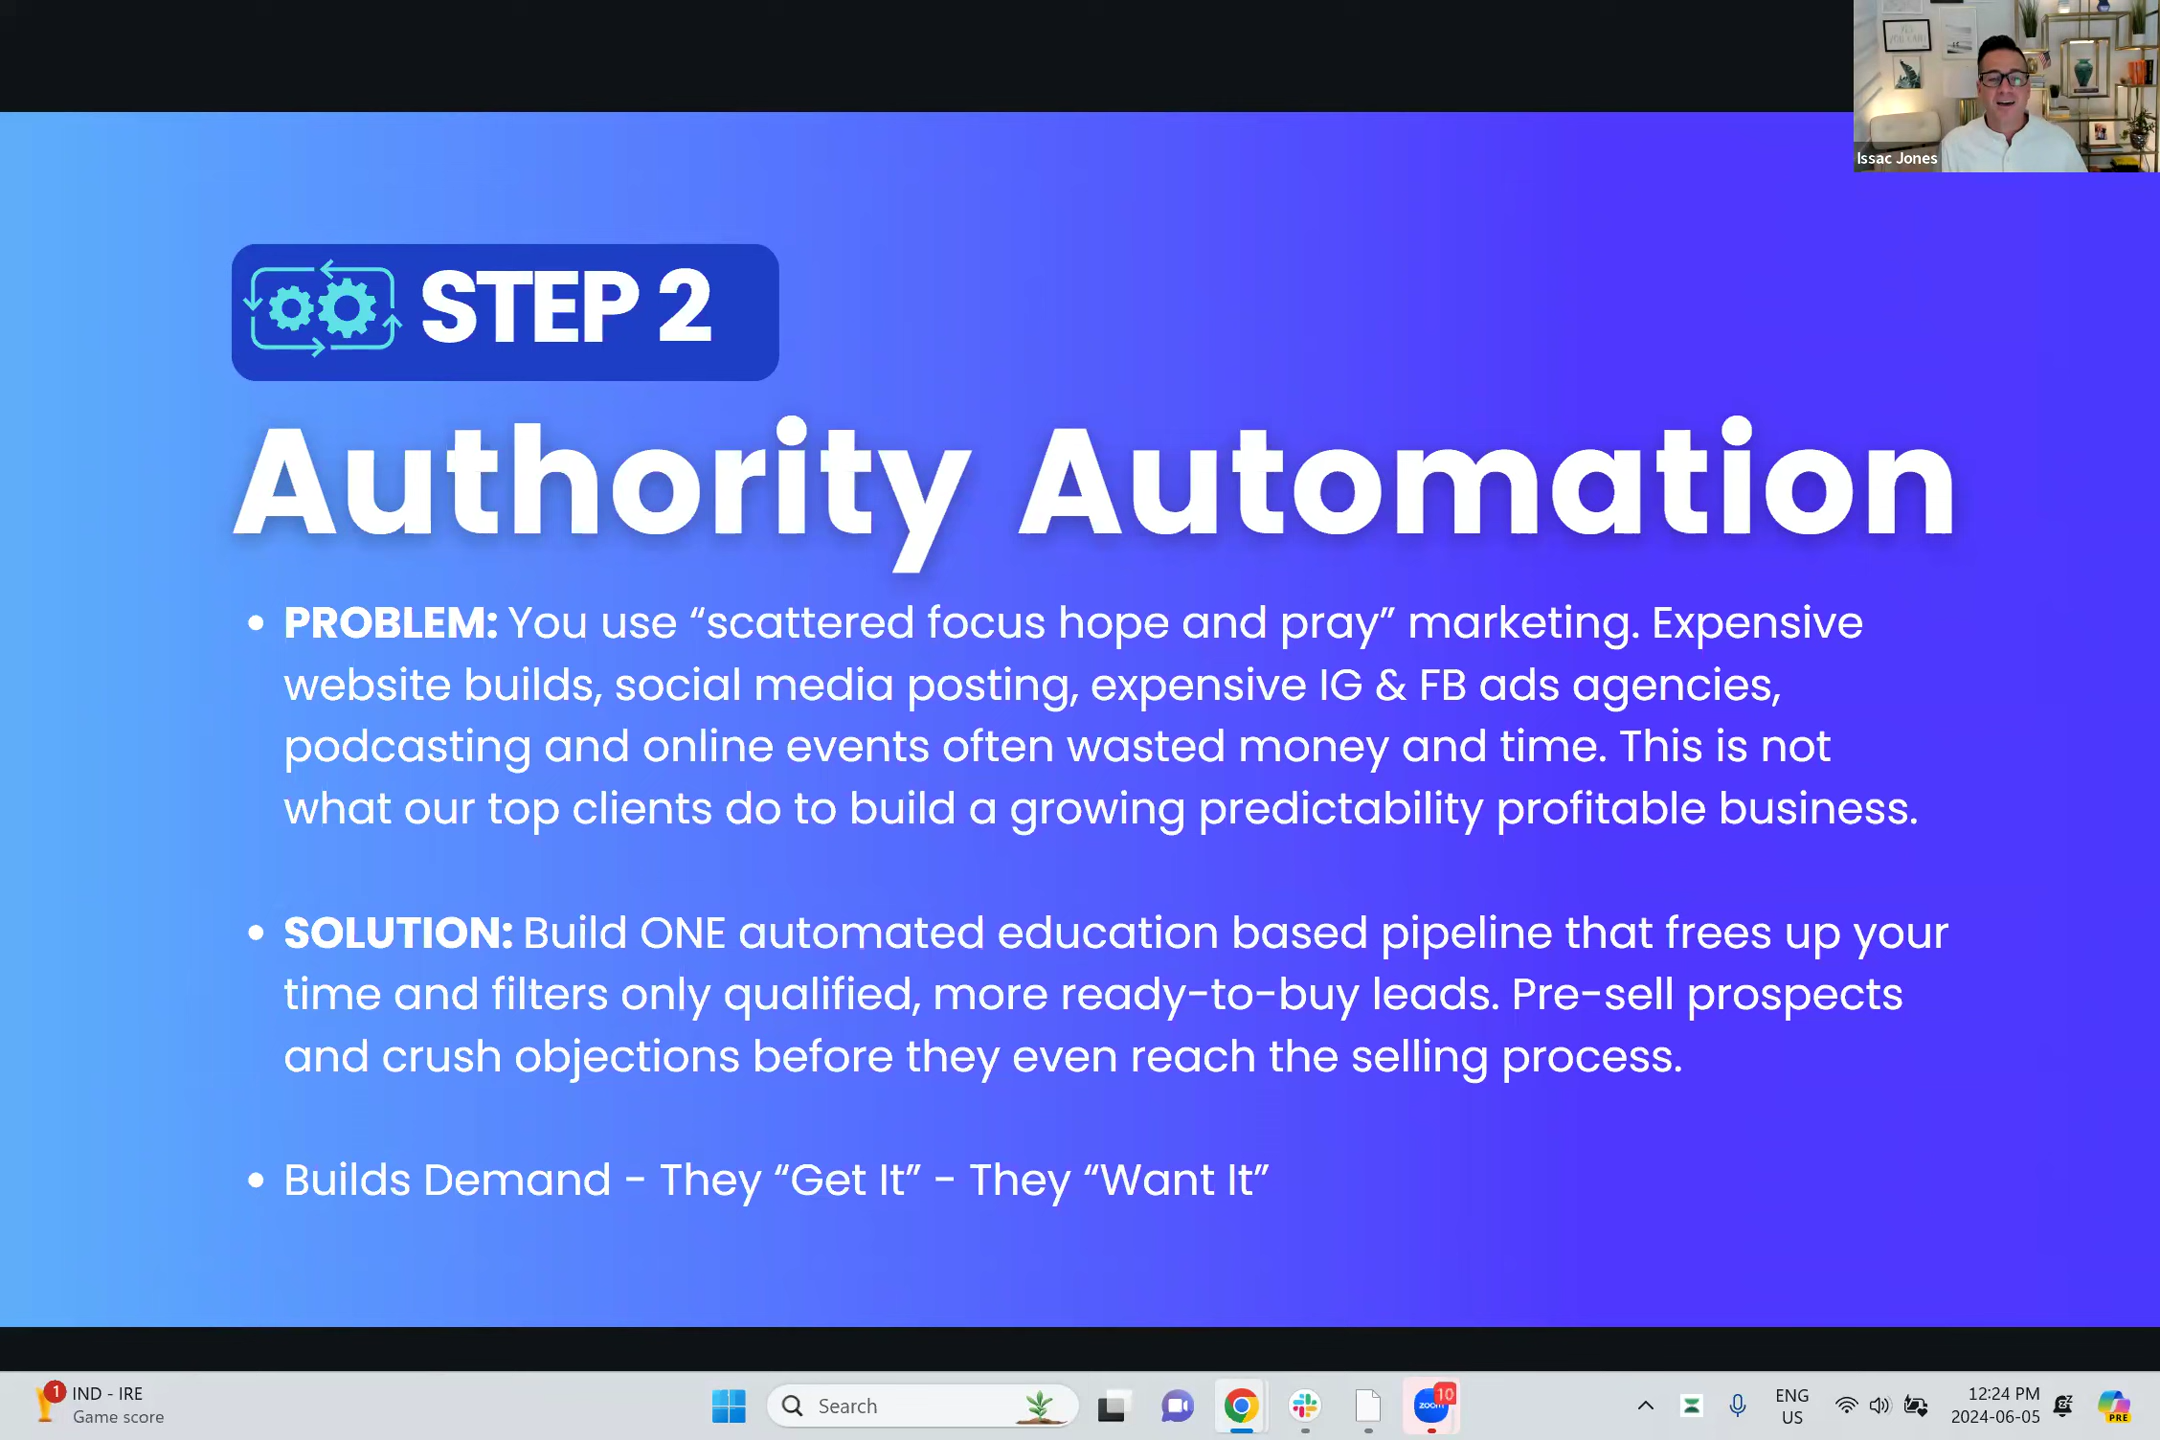 Issac Jones
STEP 2
Authority Automation
• PROBLEM: You use “scattered focus hope and pray” marketing. Expensive
website builds, social media posting, expensive IG & FB ads agencies,
podcasting and online events often wasted money and time. This is not
what our top clients do to build a growing predictability profitable business.
• SOLUTION: Build ONE automated education based pipeline that frees up your
time and filters only qualified, more ready-to-buy leads. Pre-sell prospects
and crush objections before they even reach the selling process.
• Builds Demand - They “Get It” - They “Want It”
1
IND - IRE
Game score
Search
zoom
10
ENG
US
12:24 PM
2024-06-05
PRE